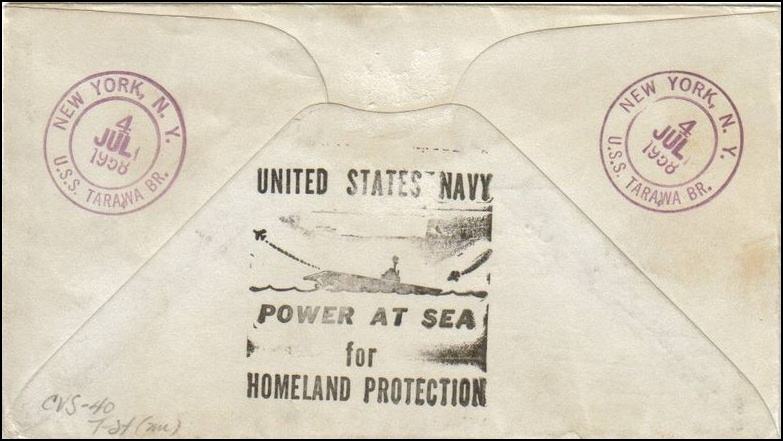 NEW YORK, N. Y.
4
JUL
1958
U.S.S. TARAWA BR.
NEW YORK, N. Y.
4
JUL
1958
U.S.S. TARAWA BR.
UNITED STATES NAVY
POWER AT SEA
for
HOMELAND PROTECTION
CVS-40